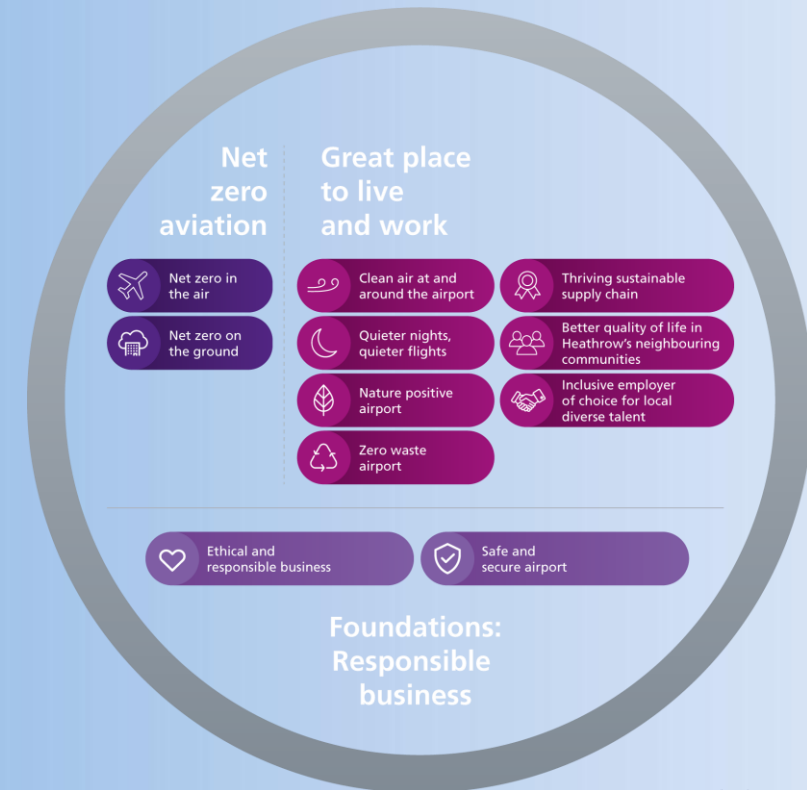 Net
zero
aviation
Net zero in
the air
Net zero on
the ground
Great place
to live
and work
Clean air at and
around the airport
Quieter nights,
quieter flights
Nature positive
airport
Zero waste
airport
Thriving sustainable
supply chain
Better quality of life in
Heathrow’s neighbouring
communities
Inclusive employer
of choice for local
diverse talent
Ethical and
responsible business
Safe and
secure airport
Foundations:
Responsible
business